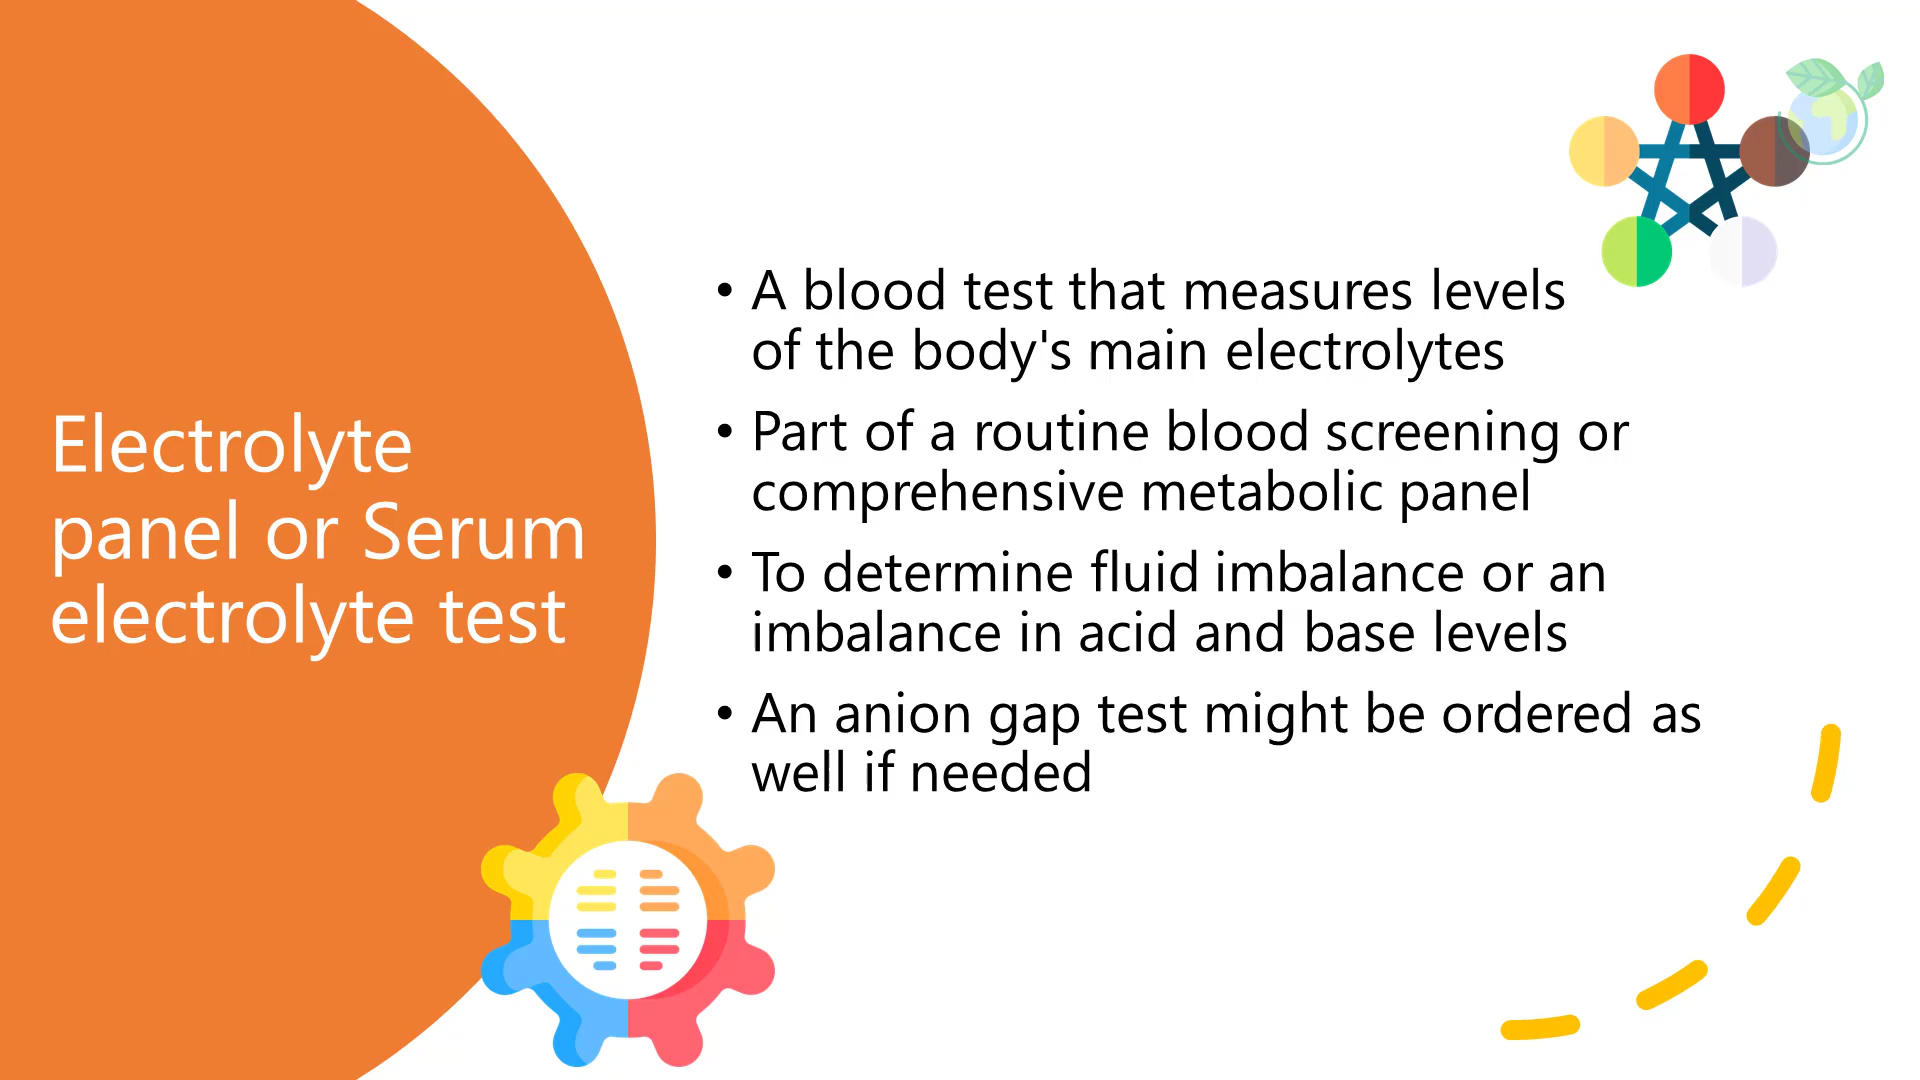 Electrolyte
panel or Serum
electrolyte test
• A blood test that measures levels
of the body's main electrolytes
• Part of a routine blood screening or
comprehensive metabolic panel
• To determine fluid imbalance or an
imbalance in acid and base levels
• An anion gap test might be ordered as
well if needed